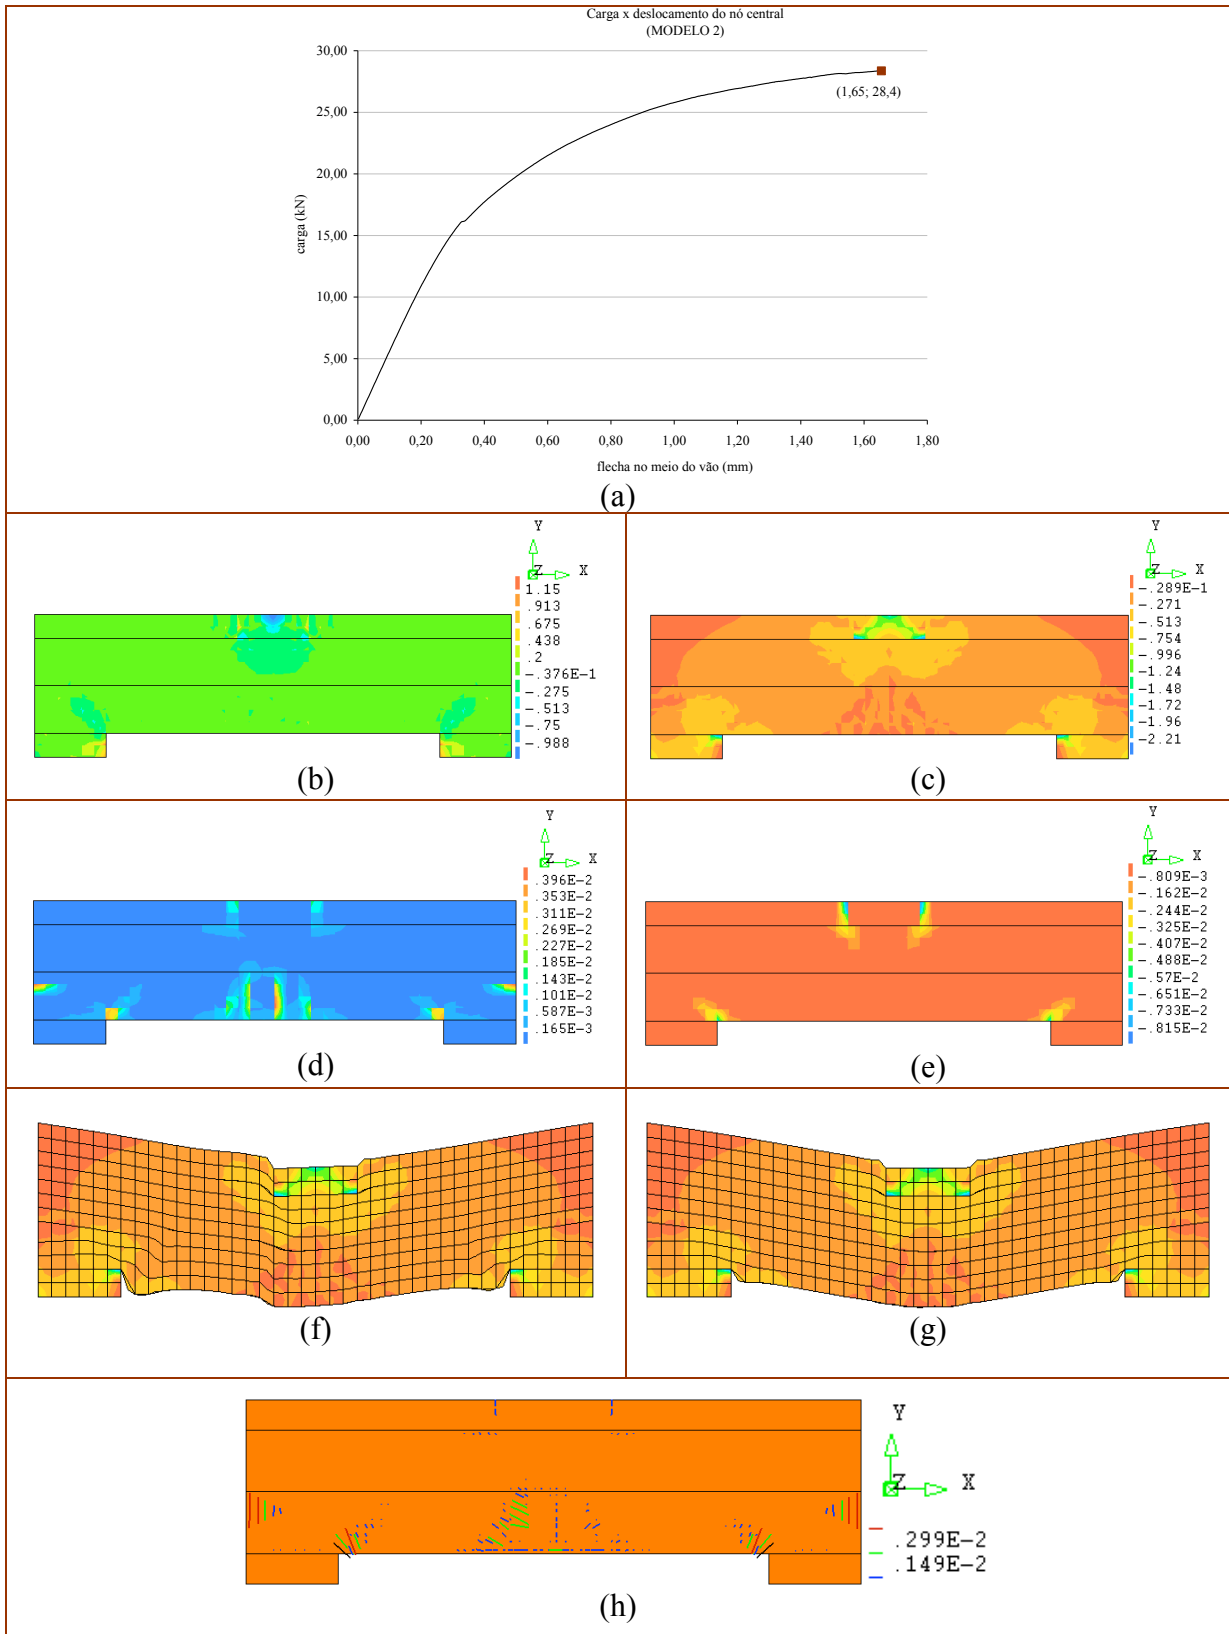 Carga x deslocamento do nó central
(MODELO 2)
30,00
25,00
20,00
15,00
10,00
5,00
0,00
carga (kN)
(1,65; 28,4)
0,00 0,20 0,40 0,60 0,80 1,00 1,20 1,40 1,60 1,80
flecha no meio do vão (mm)
(a)
Y
Z X
1.15
.913
.675
.438
.2
-.376E-1
-.275
-.513
-.75
-.988
(b)
Y
Z X
-.289E-1
-.271
-.513
-.754
-.996
-1.24
-1.48
-1.72
-1.96
-2.21
(c)
Y
Z X
.396E-2
.353E-2
.311E-2
.269E-2
.227E-2
.185E-2
.143E-2
.101E-2
.587E-3
.165E-3
(d)
Y
Z X
-.809E-3
-.162E-2
-.244E-2
-.325E-2
-.407E-2
-.488E-2
-.57E-2
-.651E-2
-.733E-2
-.815E-2
(e)
(f)
(g)
Y
Z X
.299E-2
.149E-2
(h)